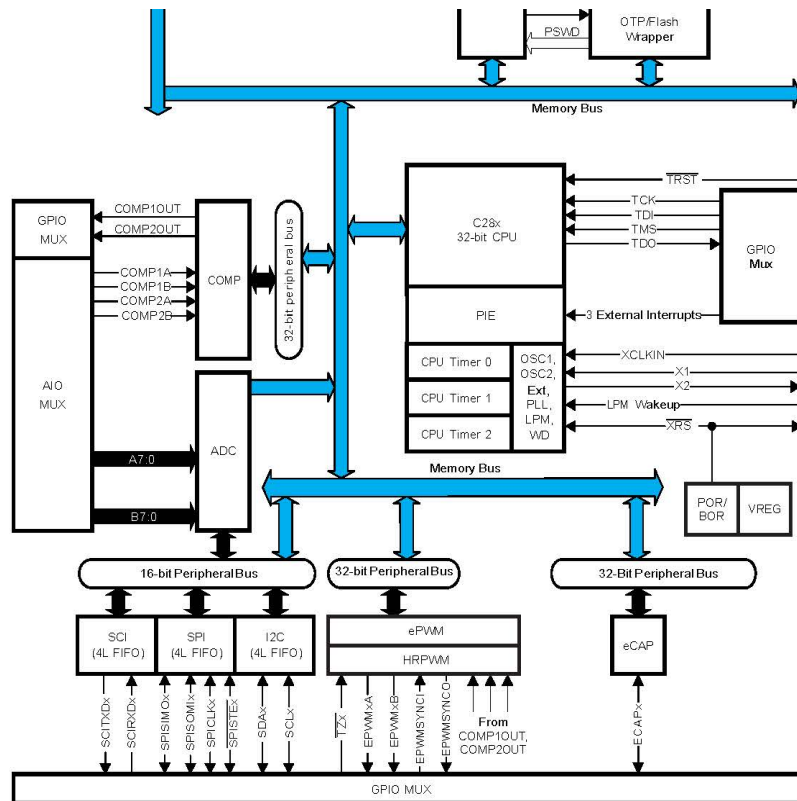 PSWD
OTP/Flash
Wrapper
Memory Bus
GPIO
MUX
COMP1OUT
COMP2OUT
COMP
32-bit peripheral bus
COMP1A
COMP1B
COMP2A
COMP2B
AIO
MUX
A7:0
B7:0
ADC
C28x
32-bit CPU
PIE
CPU Timer 0
CPU Timer 1
CPU Timer 2
OSC1,
OSC2,
Ext,
PLL,
LPM,
WD
TRST
TCK
TDI
TMS
TDO
GPIO
Mux
3 External Interrupts
XCLKIN
X1
X2
LPM Wakeup
XRS
Memory Bus
POR/
BOR
VREG
16-bit Peripheral Bus
32-bit Peripheral Bus
32-Bit Peripheral Bus
SCI
(4L FIFO)
SPI
(4L FIFO)
I2C
(4L FIFO)
ePWM
HRPWM
eCAP
SCITXDx
SCIRXDx
SPISIMOx
SPISOMIx
SPICLKx
SPISTEx
SDAx
SCLx
TZx
EPWMxA
EPWMxB
EPWMSYNCI
EPWMSYNCO
From
COMP1OUT,
COMP2OUT
ECAPx
GPIO MUX